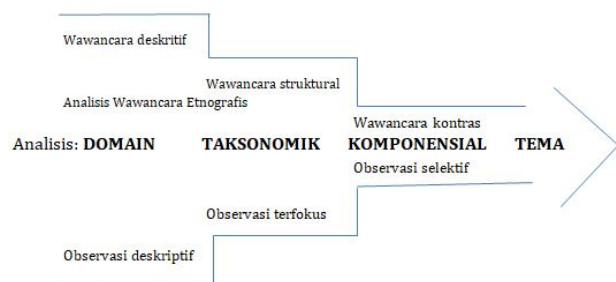 Wawancara deskritif
Wawancara struktural
Analisis Wawancara Etnografis
Wawancara kontras
Analisis: DOMAIN TAKSONOMIK KOMPONENSIAL TEMA
Observasi selektif
Observasi terfokus
Observasi deskriptif